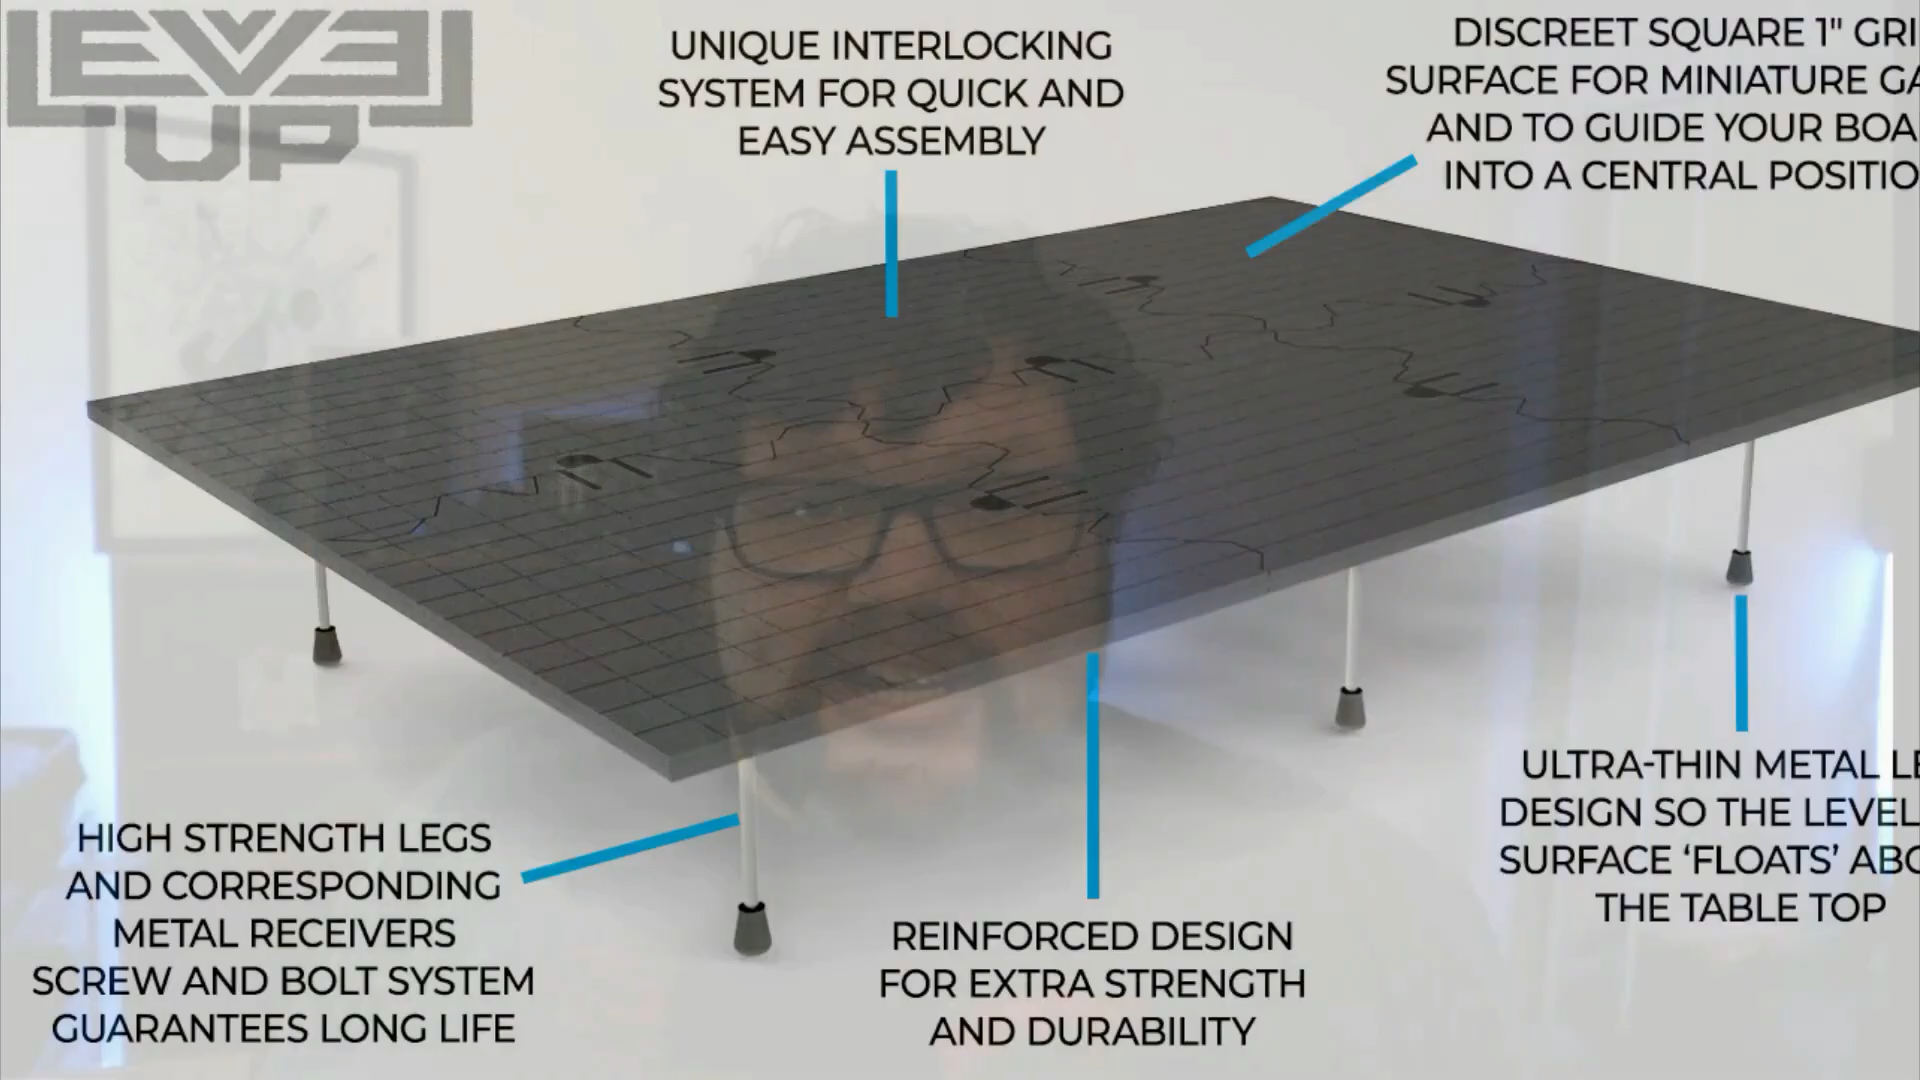 LEVEL
UP
UNIQUE INTERLOCKING
SYSTEM FOR QUICK AND
EASY ASSEMBLY
DISCREET SQUARE 1" GRI
SURFACE FOR MINIATURE GA
AND TO GUIDE YOUR BOA
INTO A CENTRAL POSITIO
HIGH STRENGTH LEGS
AND CORRESPONDING
METAL RECEIVERS
SCREW AND BOLT SYSTEM
GUARANTEES LONG LIFE
REINFORCED DESIGN
FOR EXTRA STRENGTH
AND DURABILITY
ULTRA-THIN METAL LE
DESIGN SO THE LEVEL
SURFACE ‘FLOATS’ ABO
THE TABLE TOP